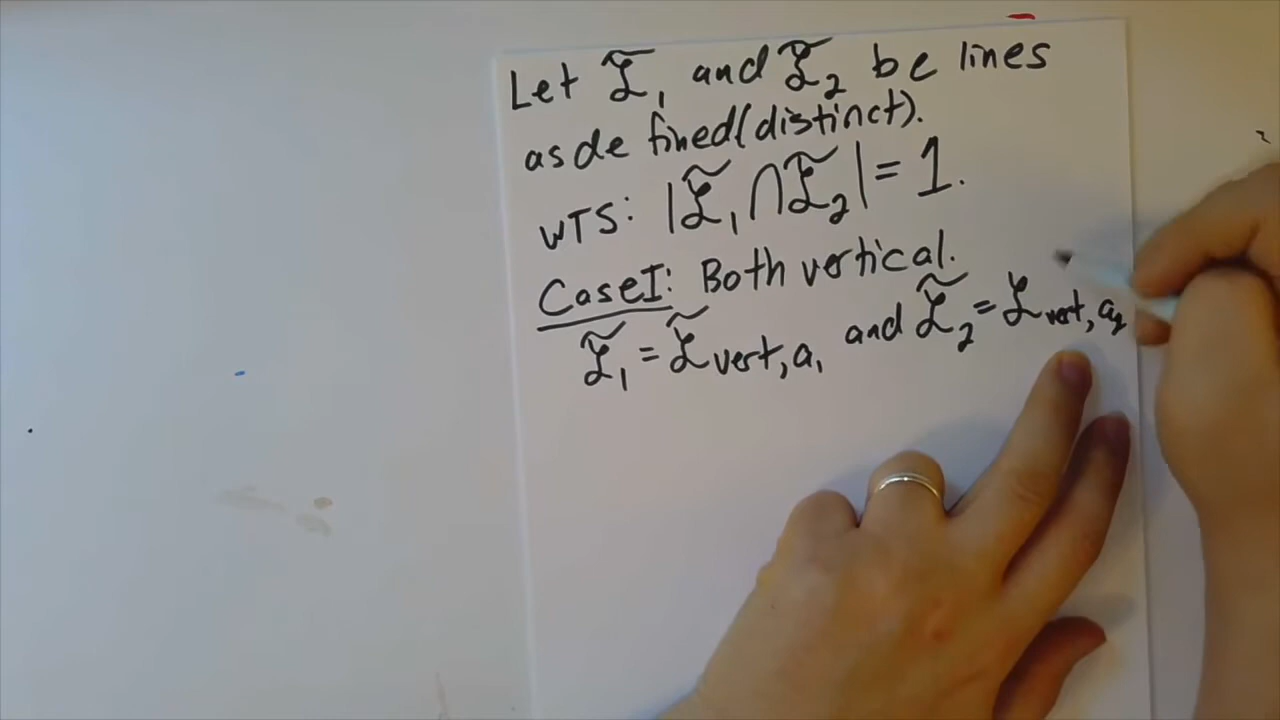 Let ℒ̃₁ and ℒ̃₂ be lines
as defined (distinct).
WTS: |ℒ̃₁ ∩ ℒ̃₂| = 1.
Case I: Both vertical.
ℒ̃₁ = ℒ̃vert, a₁ and ℒ̃₂ = ℒvert, a₂